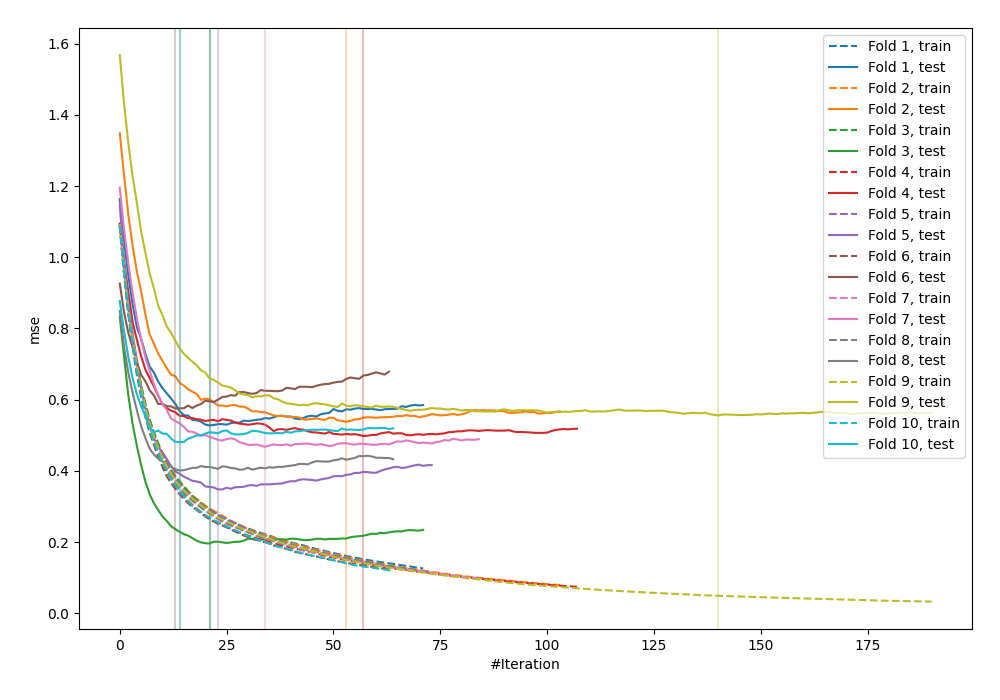 1.6
1.4
1.2
1.0
0.8
0.6
0.4
0.2
0.0
mse
0
25
50
75
100
125
150
175
#Iteration
Fold 1, train
Fold 1, test
Fold 2, train
Fold 2, test
Fold 3, train
Fold 3, test
Fold 4, train
Fold 4, test
Fold 5, train
Fold 5, test
Fold 6, train
Fold 6, test
Fold 7, train
Fold 7, test
Fold 8, train
Fold 8, test
Fold 9, train
Fold 9, test
Fold 10, train
Fold 10, test